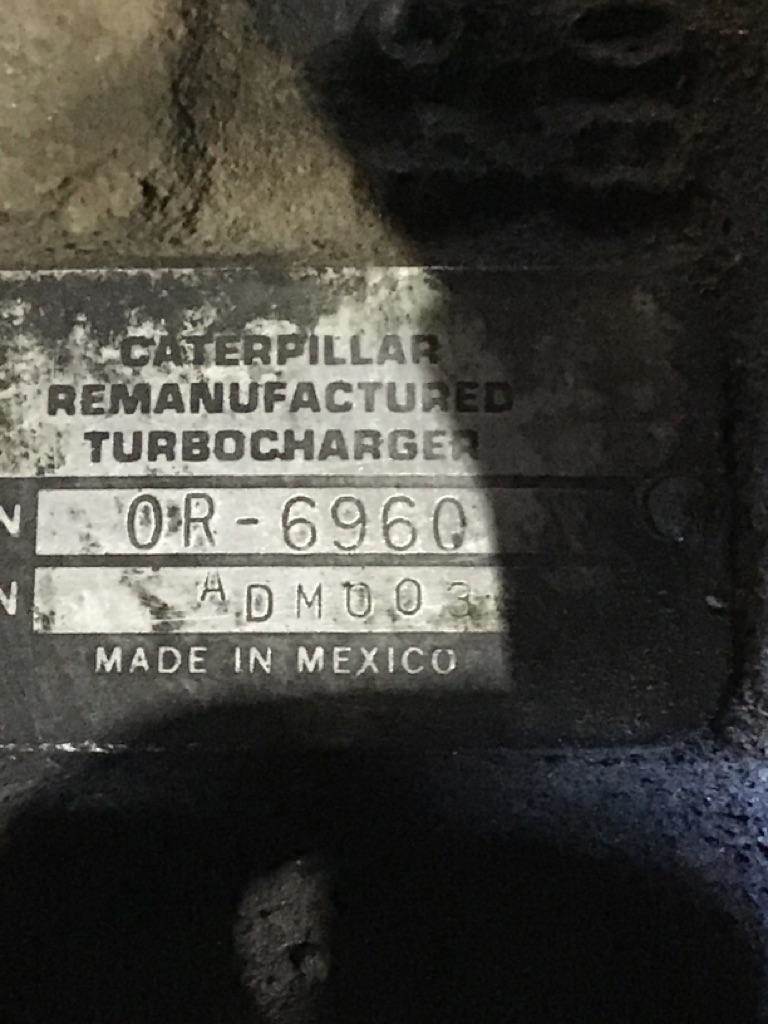 CATERPILLAR
REMANUFACTURED
TURBOCHARGER
N 0R-6960
N ADM003
MADE IN MEXICO